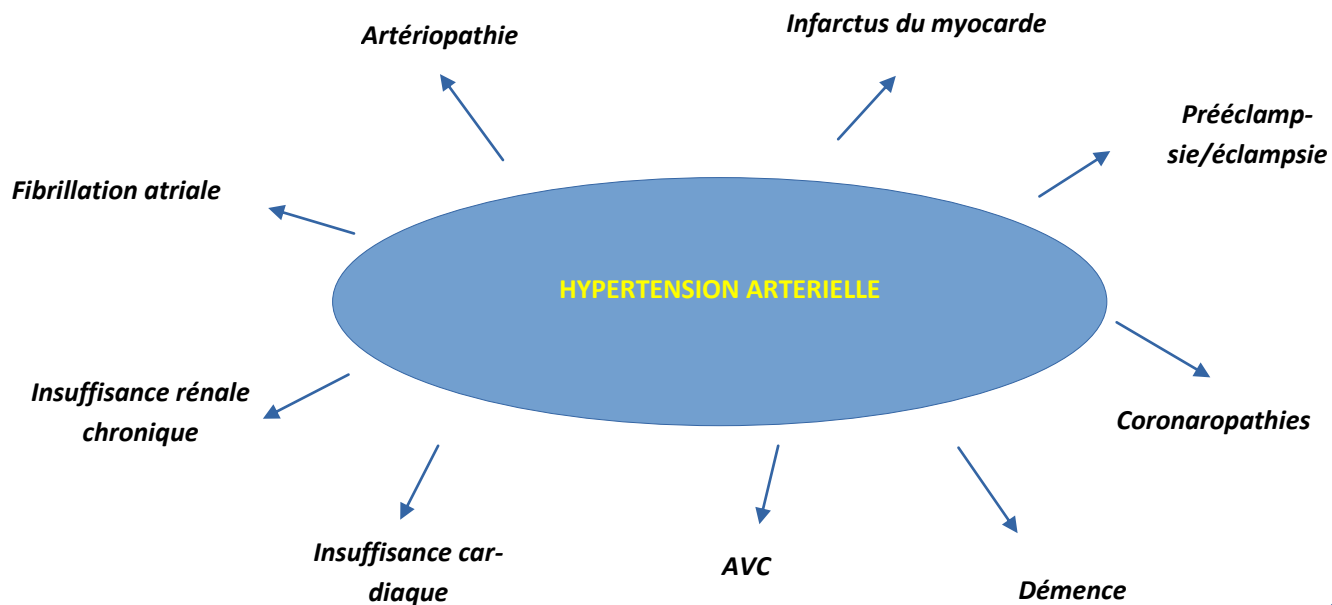 Infarctus du myocarde
Artériopathie
Prééclamp-
sie/éclampsie
Fibrillation atriale
HYPERTENSION ARTERIELLE
Insuffisance rénale
chronique
Coronaropathies
Insuffisance car-
diaque
AVC
Démence